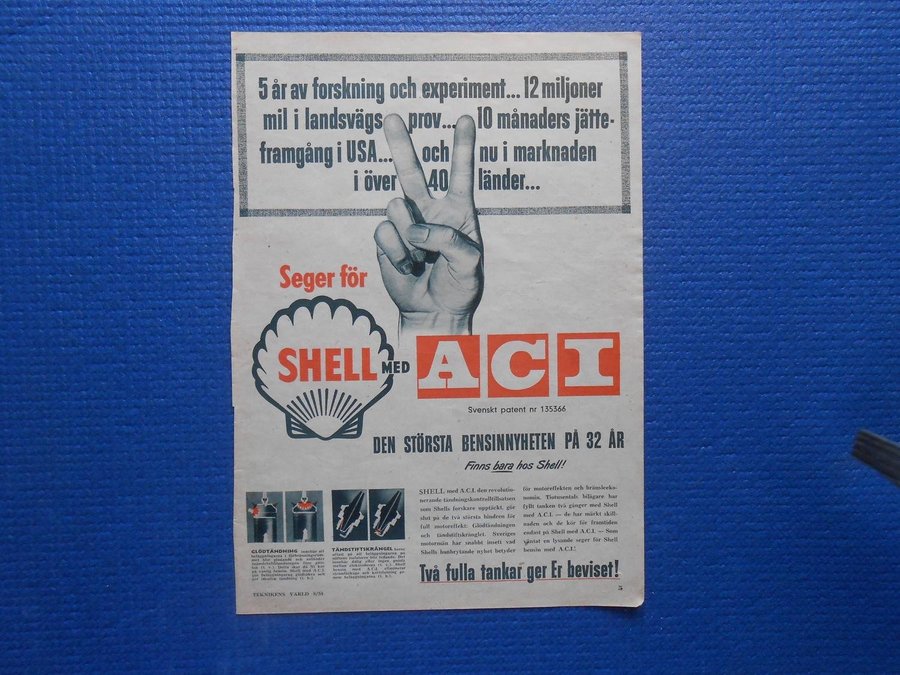 5 år av forskning och experiment... 12 miljoner
mil i landsvägsprov... 10 månaders jätte-
framgång i USA... och nu i marknaden
i över 40 länder...
Seger för
SHELL MED ACI
Svenskt patent nr 135366
DEN STÖRSTA BENSINNYHETEN PÅ 32 ÅR
Finns bara hos Shell!
SHELL med A.C.I. den revolutio-
nerande tändningskontrolltillsatsen
som Shells forskare upptäckt, gör
slut på de två största hindren för
full motoreffekt: Glödtändningen
och tändstiftskrånglet. Sveriges
motormän har snabbt insett vad
Shells banbrytande nyhet betyder
för motoreffekten och bränsleeko-
nomin. Tiotusentals bilägare har
fyllt tanken två gånger med Shell
med A.C.I. — de har märkt skill-
naden och de kör för framtiden
endast på Shell med A.C.I. — Som
väntat en lysande seger för Shell
bensin med A.C.I.!
GLÖDTÄNDNING
TÄNDSTIFTSKRÅNGEL
Två fulla tankar ger Er beviset!
TEKNIKENS VÄRLD
5